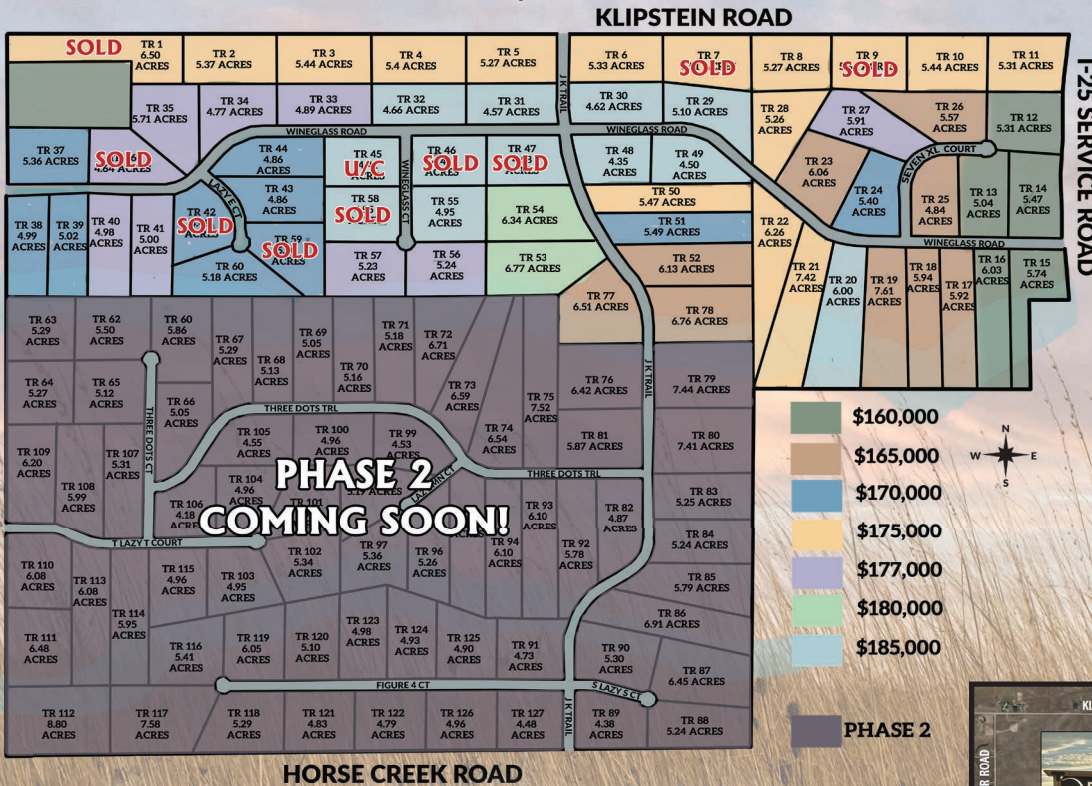 KLIPSTEIN ROAD
I-25 SERVICE ROAD
SOLD
TR 1
6.50
ACRES
TR 2
5.37 ACRES
TR 3
5.44 ACRES
TR 4
5.4 ACRES
TR 5
5.27 ACRES
TR 6
5.33 ACRES
TR 7
SOLD
TR 8
5.27 ACRES
TR 9
SOLD
TR 10
5.44 ACRES
TR 11
5.31 ACRES
J K TRAIL
TR 35
5.71 ACRES
TR 34
4.77 ACRES
TR 33
4.89 ACRES
TR 32
4.66 ACRES
TR 31
4.57 ACRES
TR 30
4.62 ACRES
TR 29
5.10 ACRES
TR 28
5.26
ACRES
TR 27
5.91
ACRES
TR 26
5.57
ACRES
TR 12
5.31 ACRES
WINEGLASS ROAD
WINEGLASS ROAD
TR 37
5.36 ACRES
SOLD
4.64 ACRES
TR 44
4.86
ACRES
TR 45
U/C
ACRES
WINEGLASS CT
TR 46
SOLD
TR 47
SOLD
ACRES
TR 48
4.35
ACRES
TR 49
4.50
ACRES
TR 23
6.06
ACRES
SEVEN XL COURT
TR 24
5.40
ACRES
TR 25
4.84
ACRES
TR 13
5.04
ACRES
TR 14
5.47
ACRES
LAZY E CT
TR 43
4.86
ACRES
TR 58
SOLD
TR 55
4.95
ACRES
TR 54
6.34 ACRES
TR 50
5.47 ACRES
TR 51
5.49 ACRES
TR 22
6.26
ACRES
TR 38
4.99
ACRES
TR 39
5.02
ACRES
TR 40
4.98
ACRES
TR 41
5.00
ACRES
TR 42
SOLD
TR 59
SOLD
ACRES
TR 60
5.18 ACRES
TR 57
5.23
ACRES
TR 56
5.24
ACRES
TR 53
6.77 ACRES
TR 52
6.13 ACRES
WINEGLASS ROAD
TR 21
7.42
ACRES
TR 20
6.00
ACRES
TR 19
7.61
ACRES
TR 18
5.94
ACRES
TR 17
5.92
ACRES
TR 16
6.03
ACRES
TR 15
5.74
ACRES
TR 77
6.51 ACRES
TR 78
6.76 ACRES
TR 63
5.29
ACRES
TR 62
5.50
ACRES
TR 60
5.86
ACRES
TR 67
5.29
ACRES
TR 68
5.13
ACRES
TR 69
5.05
ACRES
TR 70
5.16
ACRES
TR 71
5.18
ACRES
TR 72
6.71
ACRES
J K TRAIL
TR 64
5.27
ACRES
TR 65
5.12
ACRES
TR 66
5.05
ACRES
TR 73
6.59
ACRES
TR 74
6.54
ACRES
TR 75
7.52
ACRES
TR 76
6.42 ACRES
TR 79
7.44 ACRES
THREE DOTS CT
THREE DOTS TRL
TR 105
4.55
ACRES
TR 100
4.96
ACRES
TR 99
4.53
ACRES
TR 81
5.87 ACRES
TR 80
7.41 ACRES
TR 109
6.20
ACRES
TR 108
5.99
ACRES
TR 107
5.31
ACRES
TR 106
4.18
ACRES
TR 104
4.96
ACRES
TR 101
5.19 ACRES
LAZY MN CT
THREE DOTS TRL
PHASE 2
COMING SOON!
TR 93
6.10
ACRES
TR 82
4.87
ACRES
TR 83
5.25 ACRES
TR 84
5.24 ACRES
T LAZY T COURT
TR 102
5.34
ACRES
TR 97
5.36
ACRES
TR 96
5.26
ACRES
TR 94
6.10
ACRES
TR 92
5.78
ACRES
TR 110
6.08
ACRES
TR 113
6.08
ACRES
TR 115
4.96
ACRES
TR 103
4.95
ACRES
TR 85
5.79 ACRES
TR 86
6.91 ACRES
TR 111
6.48
ACRES
TR 114
5.95
ACRES
TR 116
5.41
ACRES
TR 119
6.05
ACRES
TR 120
5.10
ACRES
TR 123
4.98
ACRES
TR 124
4.93
ACRES
TR 125
4.90
ACRES
TR 91
4.73
ACRES
TR 90
5.30
ACRES
TR 87
6.45 ACRES
FIGURE 4 CT
S LAZY S CT
TR 112
8.80
ACRES
TR 117
7.58
ACRES
TR 118
5.29
ACRES
TR 121
4.83
ACRES
TR 122
4.79
ACRES
TR 126
4.96
ACRES
TR 127
4.48
ACRES
J K TRAIL
TR 89
4.38
ACRES
TR 88
5.24 ACRES
HORSE CREEK ROAD
$160,000
$165,000
$170,000
$175,000
$177,000
$180,000
$185,000
PHASE 2
N
W E
S
KL
R ROAD